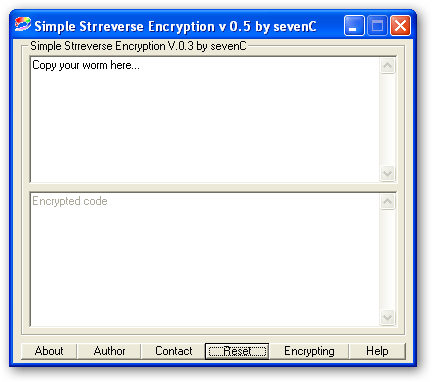 Simple Strreverse Encryption v 0.5 by sevenC
Simple Strreverse Encryption V.0.3 by sevenC
Copy your worm here...
Encrypted code
About Author Contact Reset Encrypting Help